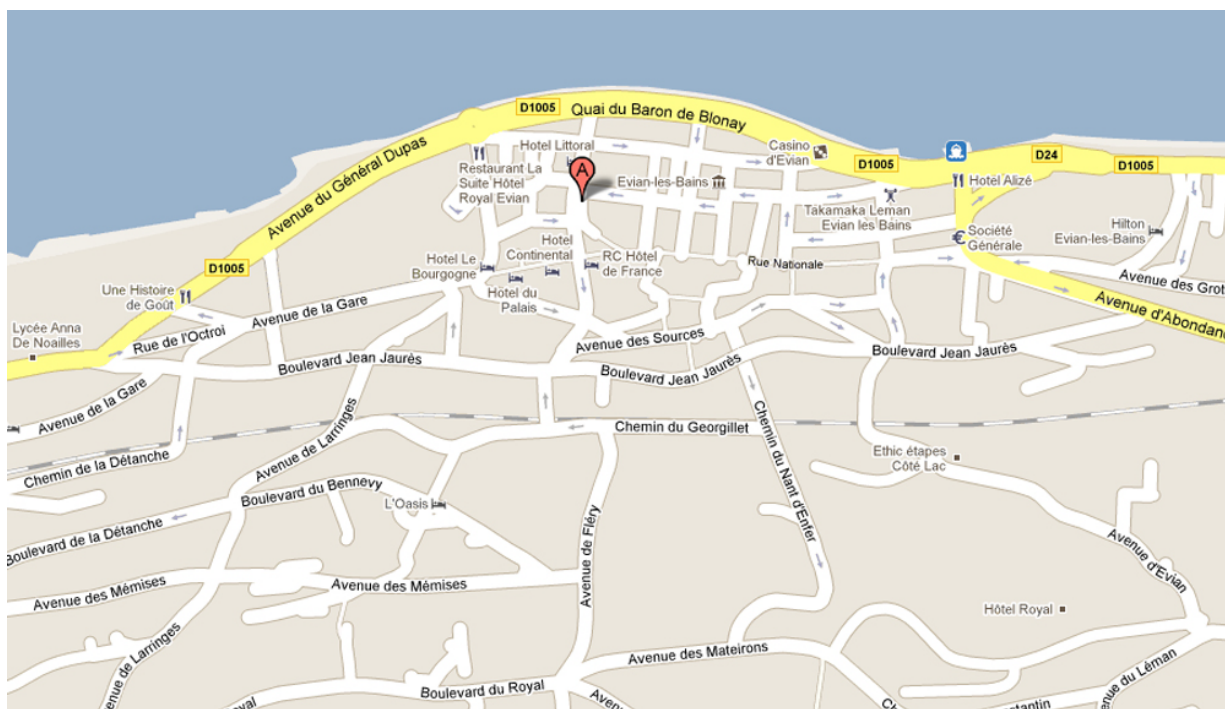 D1005
Quai du Baron de Blonay
Avenue du Général Dupas
Hotel Littoral
Casino
d'Evian
D1005
D24
D1005
Restaurant La
Suite Hôtel
Royal Evian
A
Evian-les-Bains
Hotel Alizé
Takamaka Leman
Evian les Bains
Société
Générale
Hilton
Evian-les-Bains
Hotel
Continental
RC Hôtel
de France
Rue Nationale
D1005
Hotel Le
Bourgogne
Hotel du
Palais
Avenue des Grot
Avenue d'Abondanc
Une Histoire
de Goût
Avenue de la Gare
Lycée Anna
De Noailles
Rue de l'Octroi
Avenue des Sources
Boulevard Jean Jaurès
Boulevard Jean Jaurès
Boulevard Jean Jaurès
Avenue de la Gare
Avenue de Larringes
Chemin du Georgillet
Chemin du Nant d'Enfer
Chemin de la Détanche
Ethic étapes
Côté Lac
Boulevard du Bennevy
L'Oasis
Boulevard de la Détanche
Avenue de Fléry
Avenue d'Evian
Avenue des Mémises
Avenue des Mémises
Hôtel Royal
Avenue de Larringes
Avenue des Mateirons
Avenue du Léman
Boulevard du Royal
yal
Avenue
Chem
nstantin